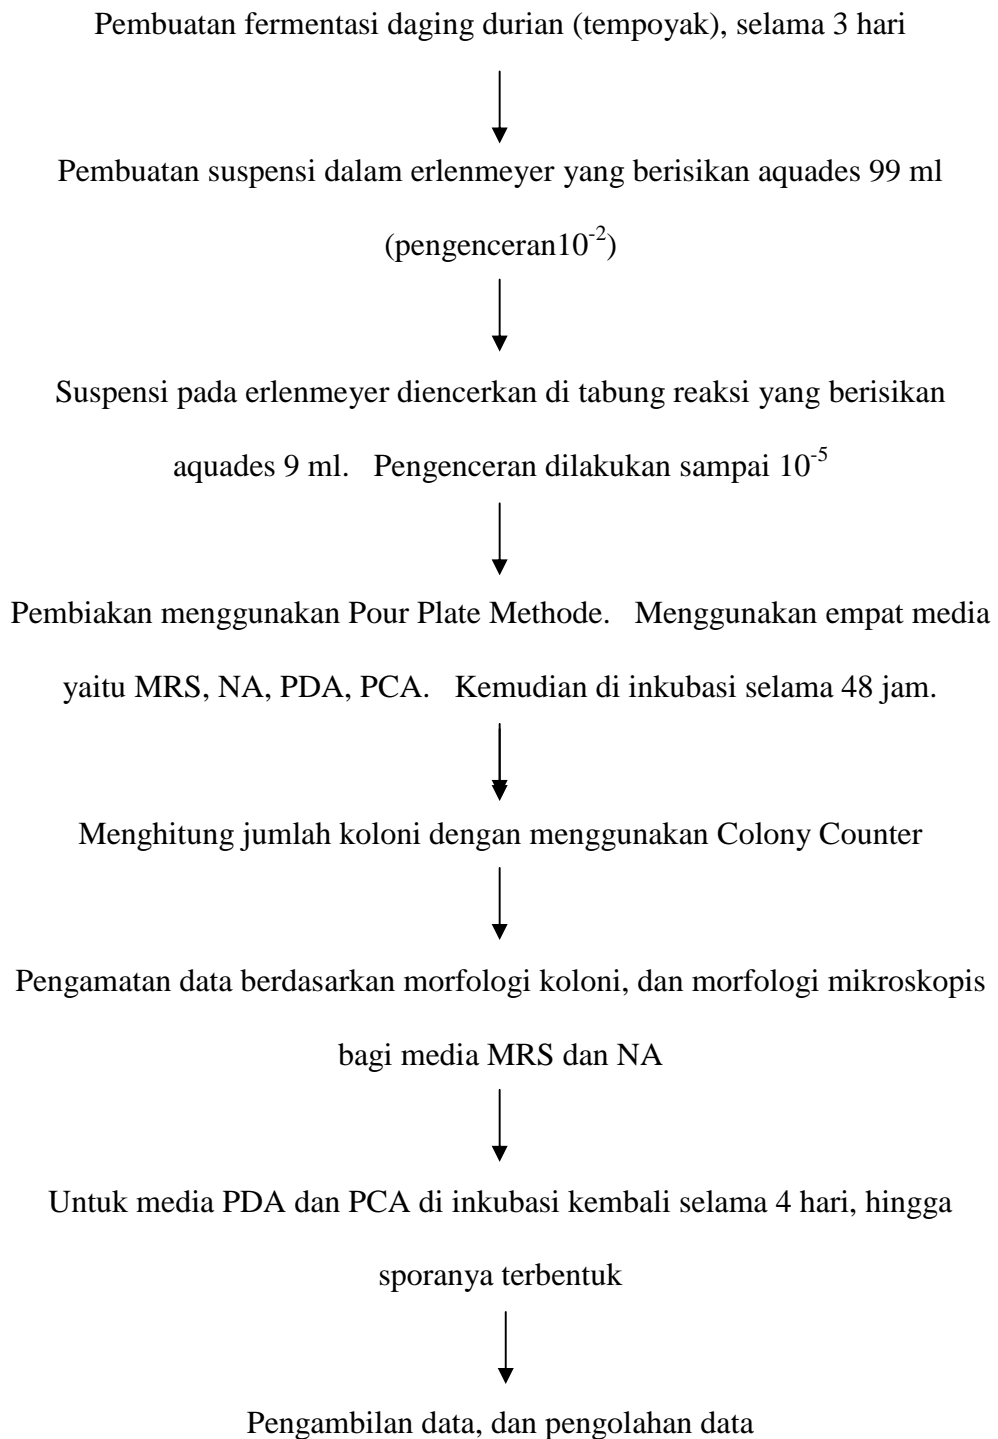 Pembuatan fermentasi daging durian (tempoyak), selama 3 hari
Pembuatan suspensi dalam erlenmeyer yang berisikan aquades 99 ml
(pengenceran10⁻²)
Suspensi pada erlenmeyer diencerkan di tabung reaksi yang berisikan
aquades 9 ml. Pengenceran dilakukan sampai 10⁻⁵
Pembiakan menggunakan Pour Plate Methode. Menggunakan empat media
yaitu MRS, NA, PDA, PCA. Kemudian di inkubasi selama 48 jam.
Menghitung jumlah koloni dengan menggunakan Colony Counter
Pengamatan data berdasarkan morfologi koloni, dan morfologi mikroskopis
bagi media MRS dan NA
Untuk media PDA dan PCA di inkubasi kembali selama 4 hari, hingga
sporanya terbentuk
Pengambilan data, dan pengolahan data